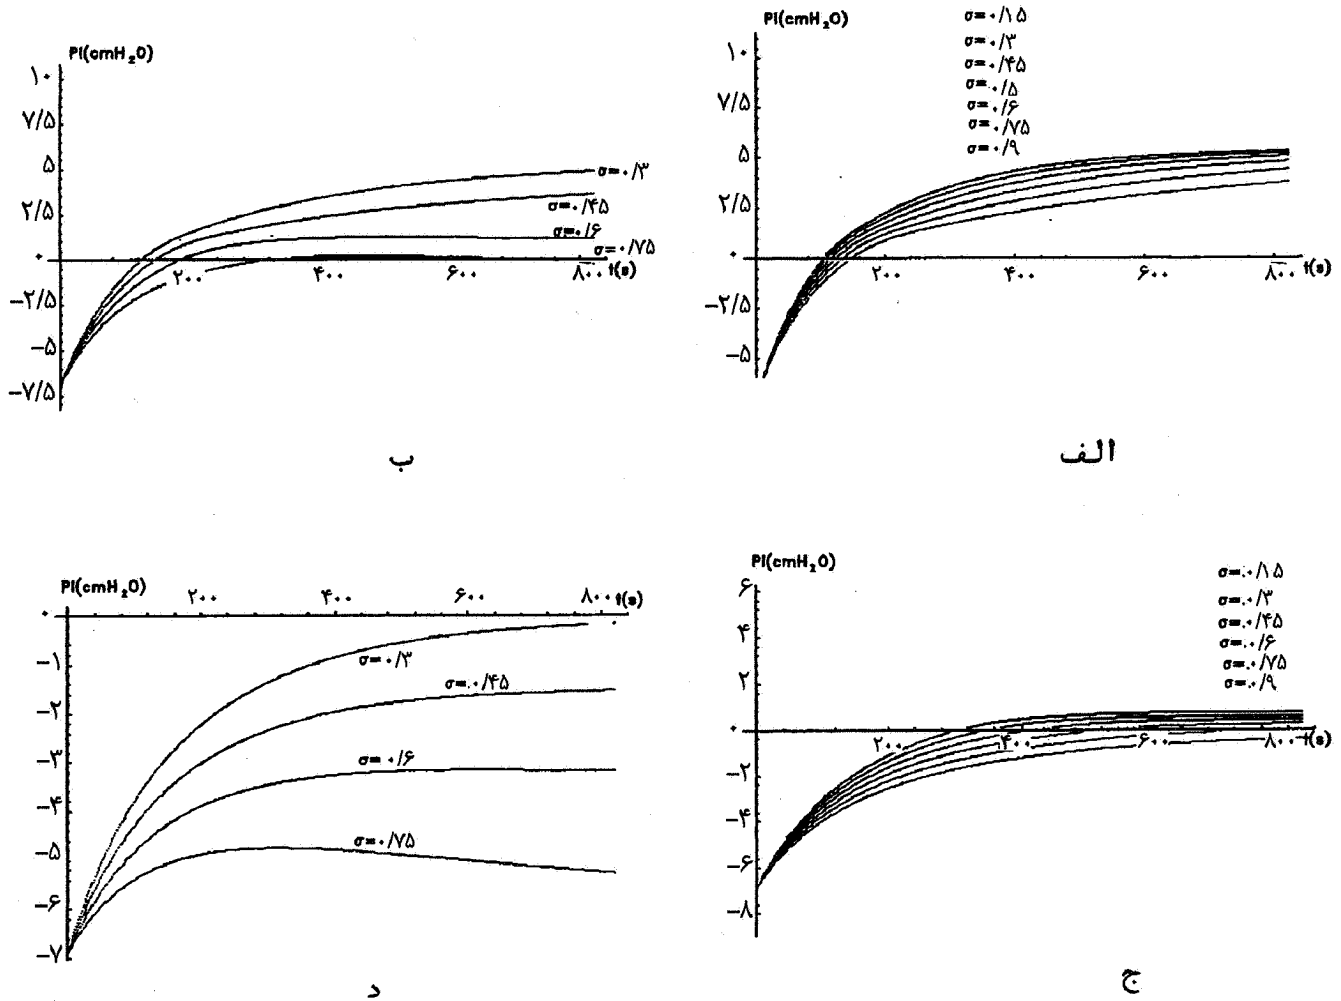 PI(cmH₂O)
σ=۰/۱۵
σ=۰/۳
σ=۰/۴۵
σ=۰/۵
σ=۰/۶
σ=۰/۷۵
σ=۰/۹
۱۰
۷/۵
۵
۲/۵
۰
−۲/۵
−۵
۲۰۰ ۴۰۰ ۶۰۰ ۸۰۰ t(s)
الف
PI(cmH₂O)
۱۰
۷/۵
۵
۲/۵
۰
−۲/۵
−۵
−۷/۵
σ=۰/۳
σ=۰/۴۵
σ=۰/۶
σ=۰/۷۵
۲۰۰ ۴۰۰ ۶۰۰ ۸۰۰ t(s)
ب
PI(cmH₂O)
σ=۰/۱۵
σ=۰/۳
σ=۰/۴۵
σ=۰/۶
σ=۰/۷۵
σ=۰/۹
۶
۴
۲
۰
−۲
−۴
−۶
−۸
۲۰۰ ۴۰۰ ۶۰۰ ۸۰۰ t(s)
ج
PI(cmH₂O)
۲۰۰ ۴۰۰ ۶۰۰ ۸۰۰ t(s)
۰
−۱
−۲
−۳
−۴
−۵
−۶
−۷
σ=۰/۳
σ=۰/۴۵
σ=۰/۶
σ=۰/۷۵
د